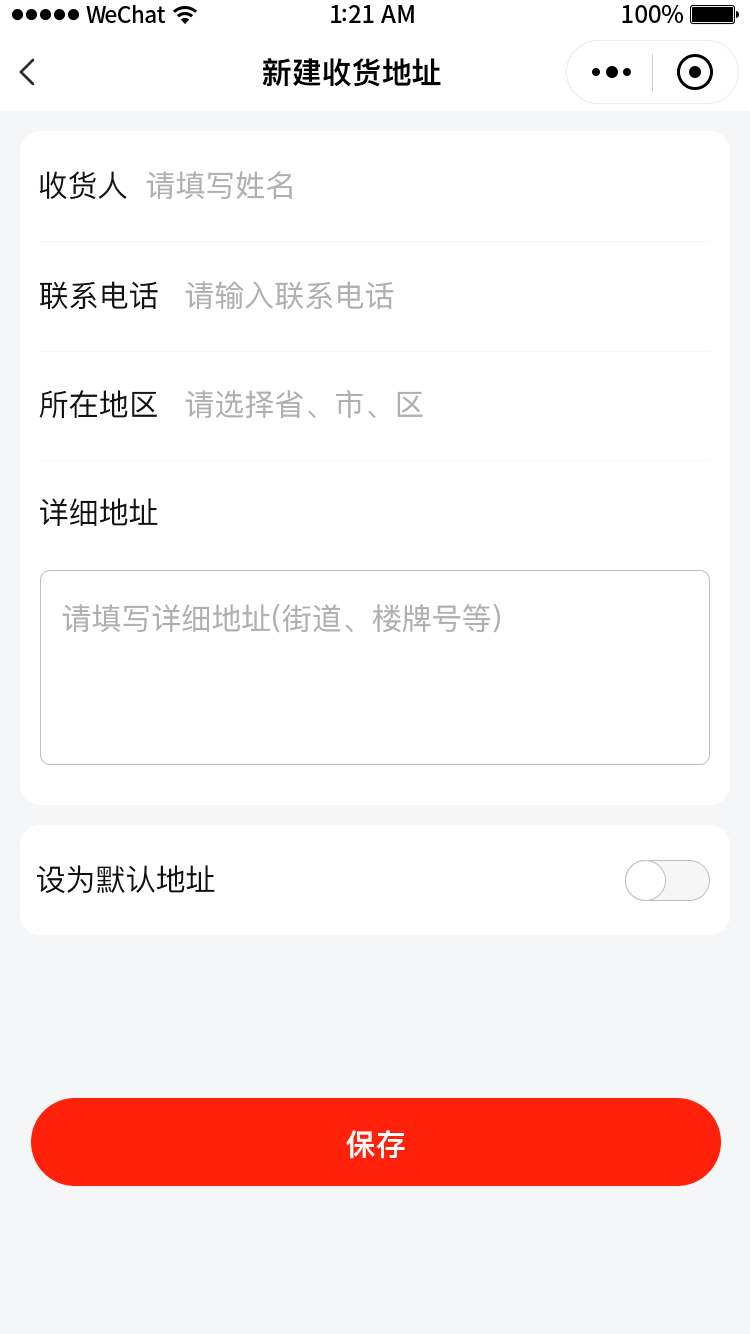 WeChat 1:21 AM 100%
新建收货地址
收货人 请填写姓名
联系电话 请输入联系电话
所在地区 请选择省、市、区
详细地址
请填写详细地址(街道、楼牌号等)
设为默认地址
保存